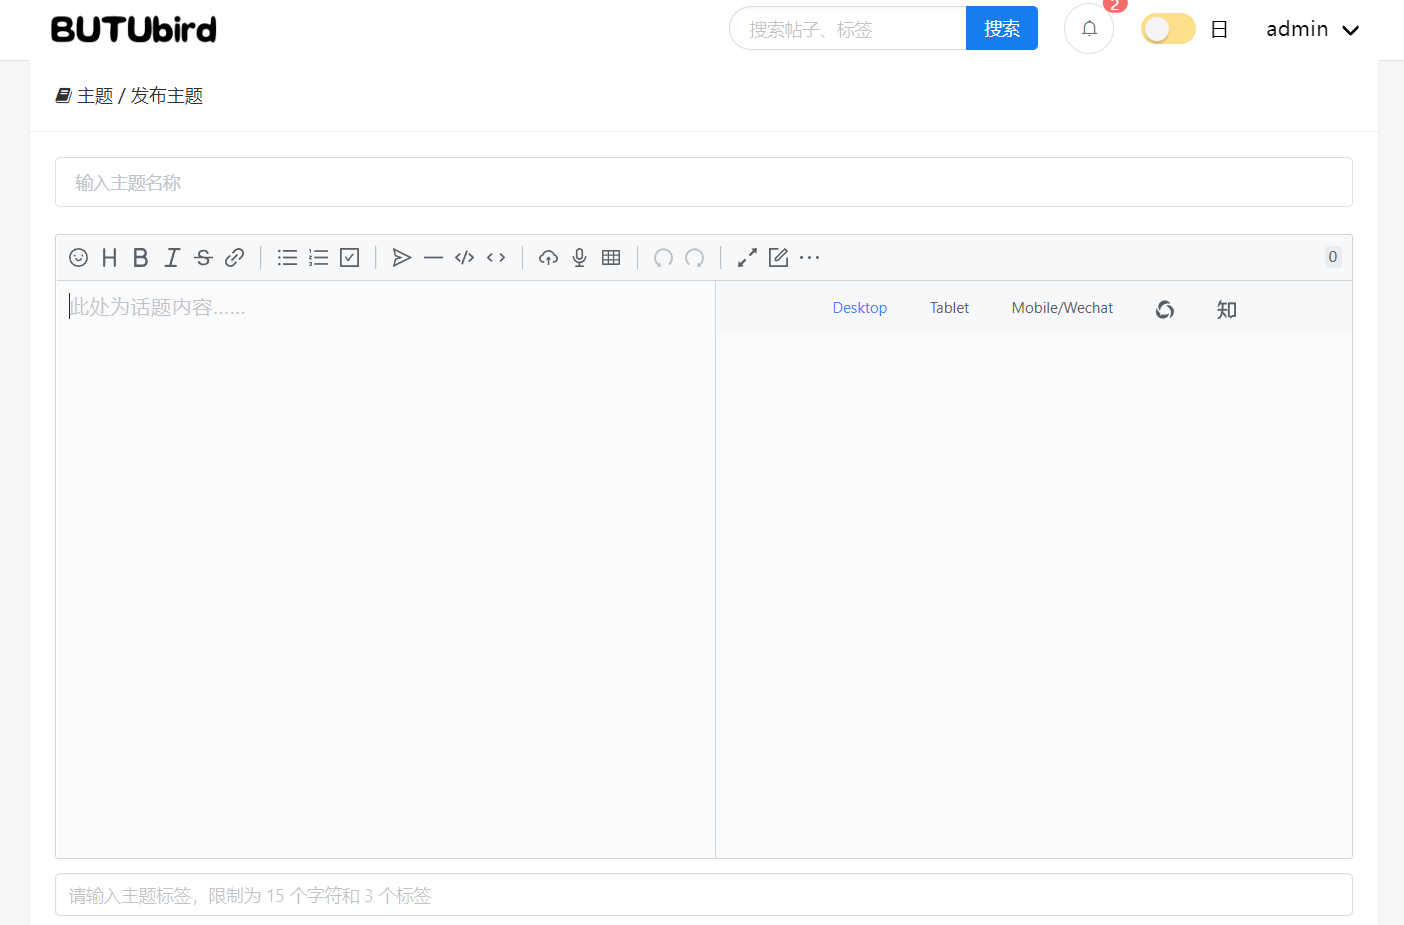 BUTUbird
搜索帖子、标签
搜索
2
日
admin
主题 / 发布主题
输入主题名称
0
此处为话题内容......
Desktop
Tablet
Mobile/Wechat
知
请输入主题标签，限制为 15 个字符和 3 个标签